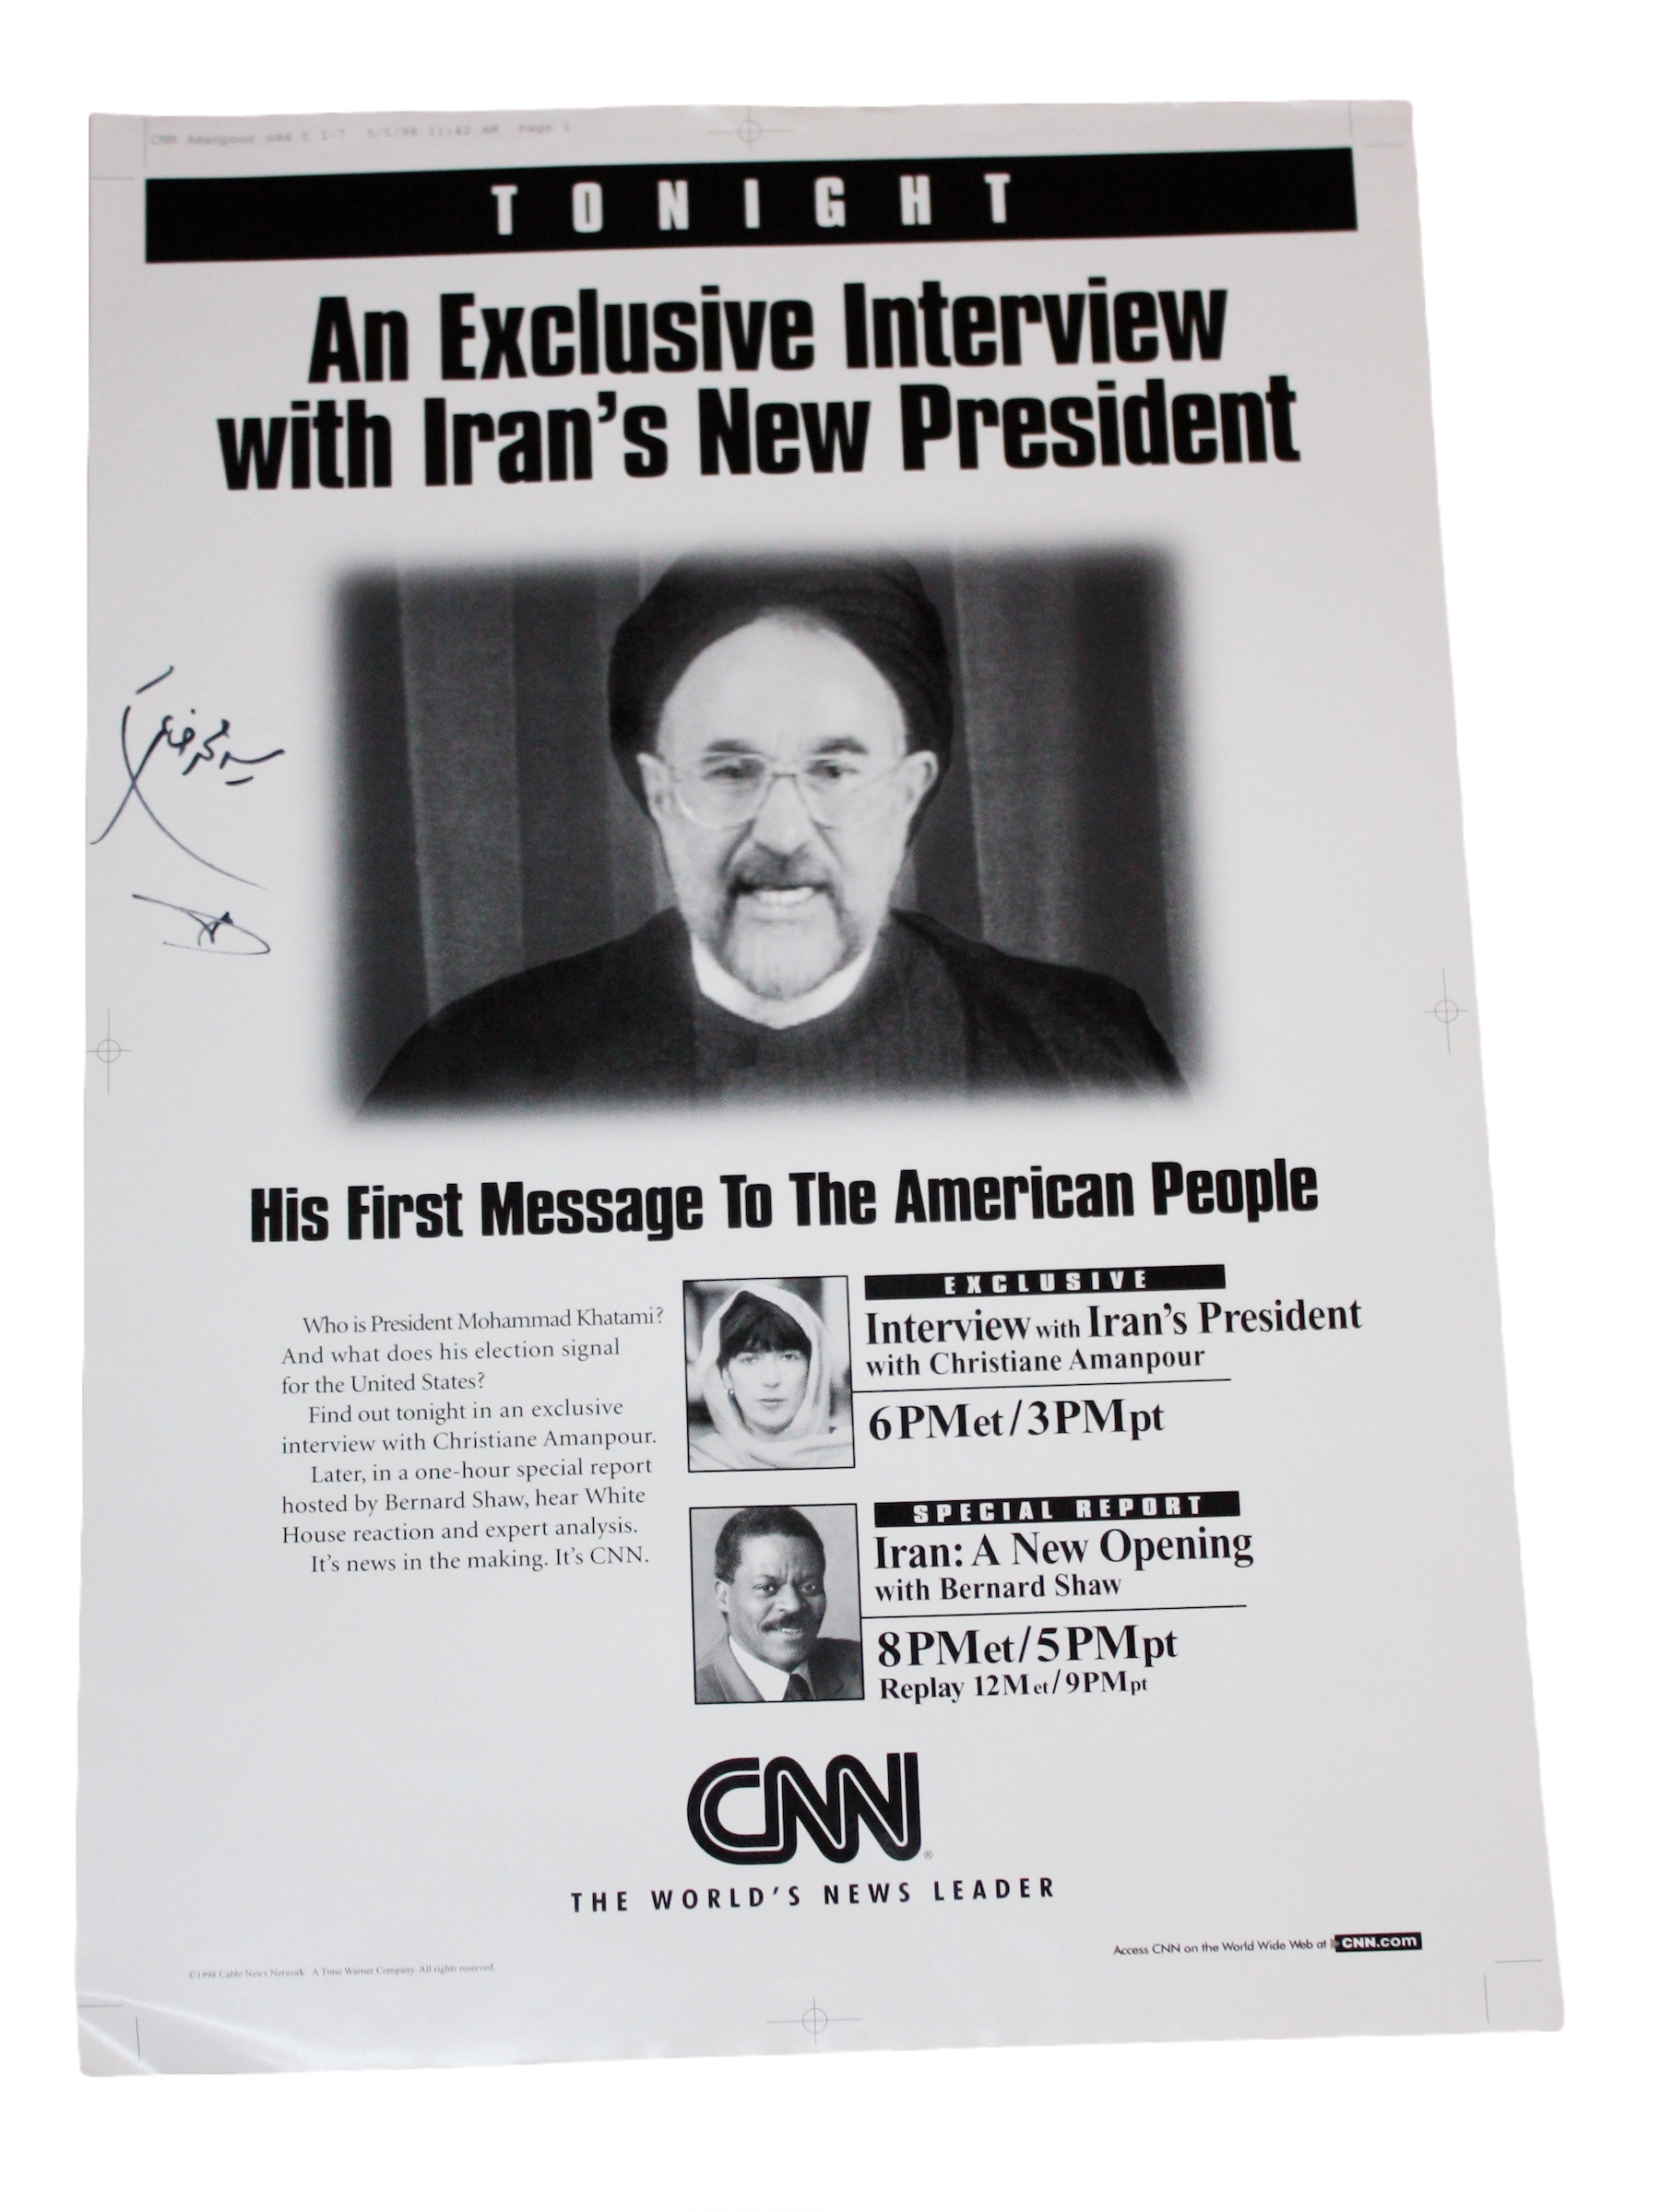 CNN Amanpour nas t 1-7 5/5/98 11:42 AM Page 1
TONIGHT
An Exclusive Interview
with Iran's New President
سید محمد خاتمی
His First Message To The American People
Who is President Mohammad Khatami?
And what does his election signal
for the United States?
Find out tonight in an exclusive
interview with Christiane Amanpour.
Later, in a one-hour special report
hosted by Bernard Shaw, hear White
House reaction and expert analysis.
It's news in the making. It's CNN.
EXCLUSIVE
Interview with Iran's President
with Christiane Amanpour
6PMet/3PMpt
SPECIAL REPORT
Iran: A New Opening
with Bernard Shaw
8PMet/5PMpt
Replay 12Met/9PMpt
CNN®
THE WORLD'S NEWS LEADER
Access CNN on the World Wide Web at CNN.com
©1998 Cable News Network. A Time Warner Company. All rights reserved.